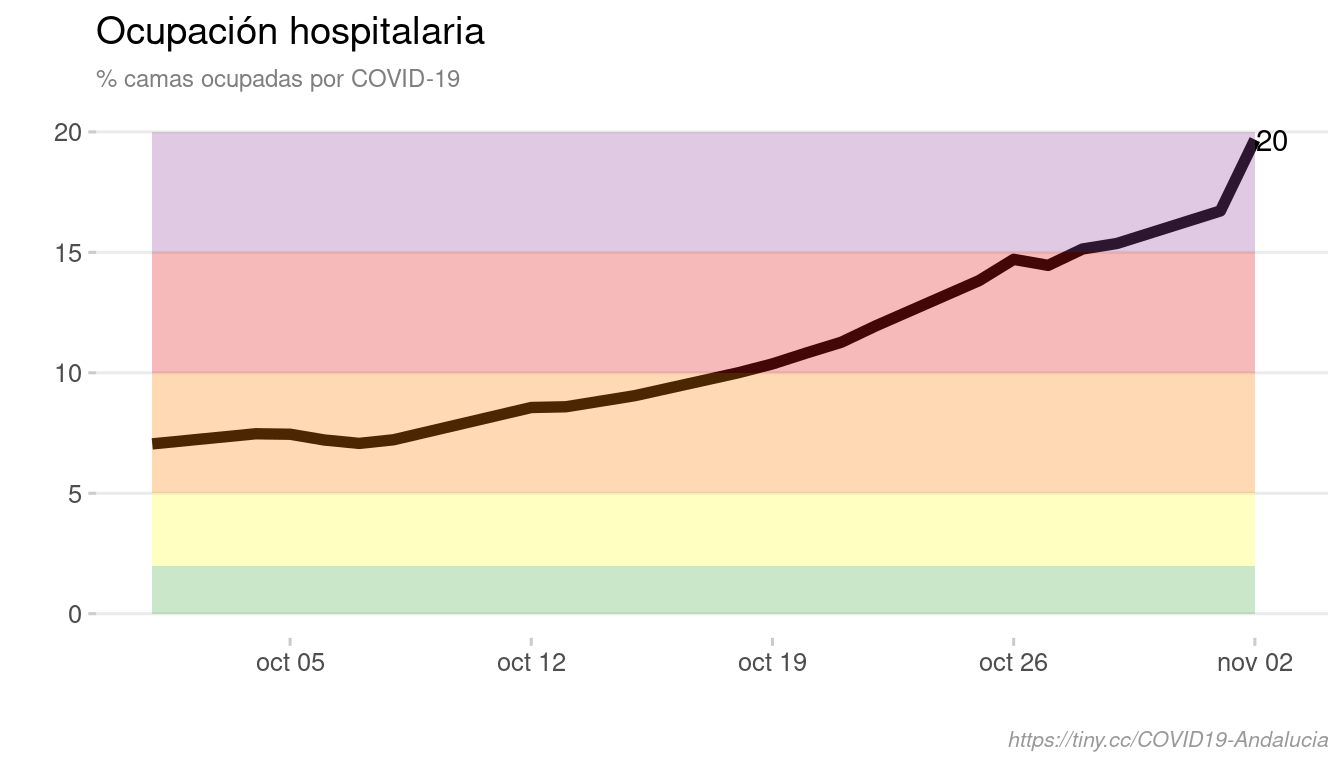 Ocupación hospitalaria
% camas ocupadas por COVID-19
20
20
15
10
5
0
oct 05 oct 12 oct 19 oct 26 nov 02
https://tiny.cc/COVID19-Andalucia